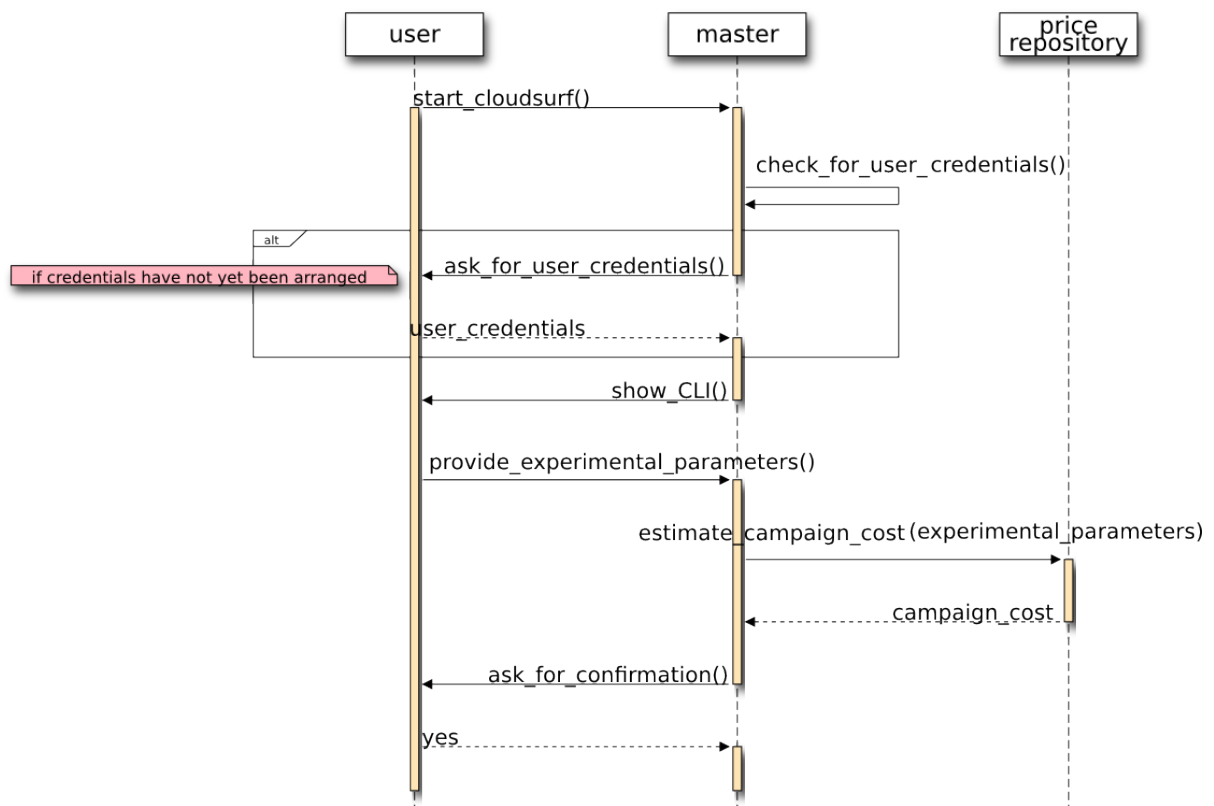 user
master
price
repository
start_cloudsurf()
check_for_user_credentials()
alt
ask_for_user_credentials()
if credentials have not yet been arranged
user_credentials
show_CLI()
provide_experimental_parameters()
estimate_campaign_cost(experimental_parameters)
campaign_cost
ask_for_confirmation()
yes